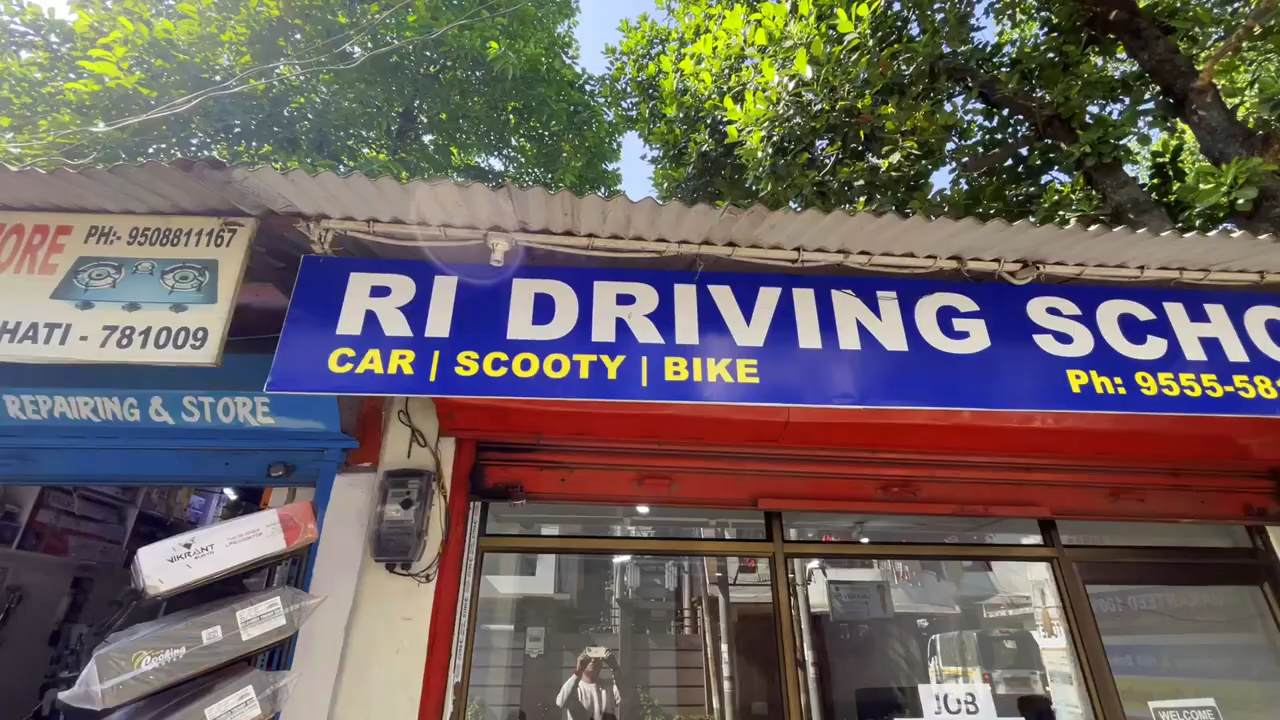 ORE PH:- 9508811167
HATI - 781009
REPAIRING & STORE
RI DRIVING SCHO
CAR | SCOOTY | BIKE
Ph: 9555-58
VIKRANT
Cooling
JOB
WELCOME